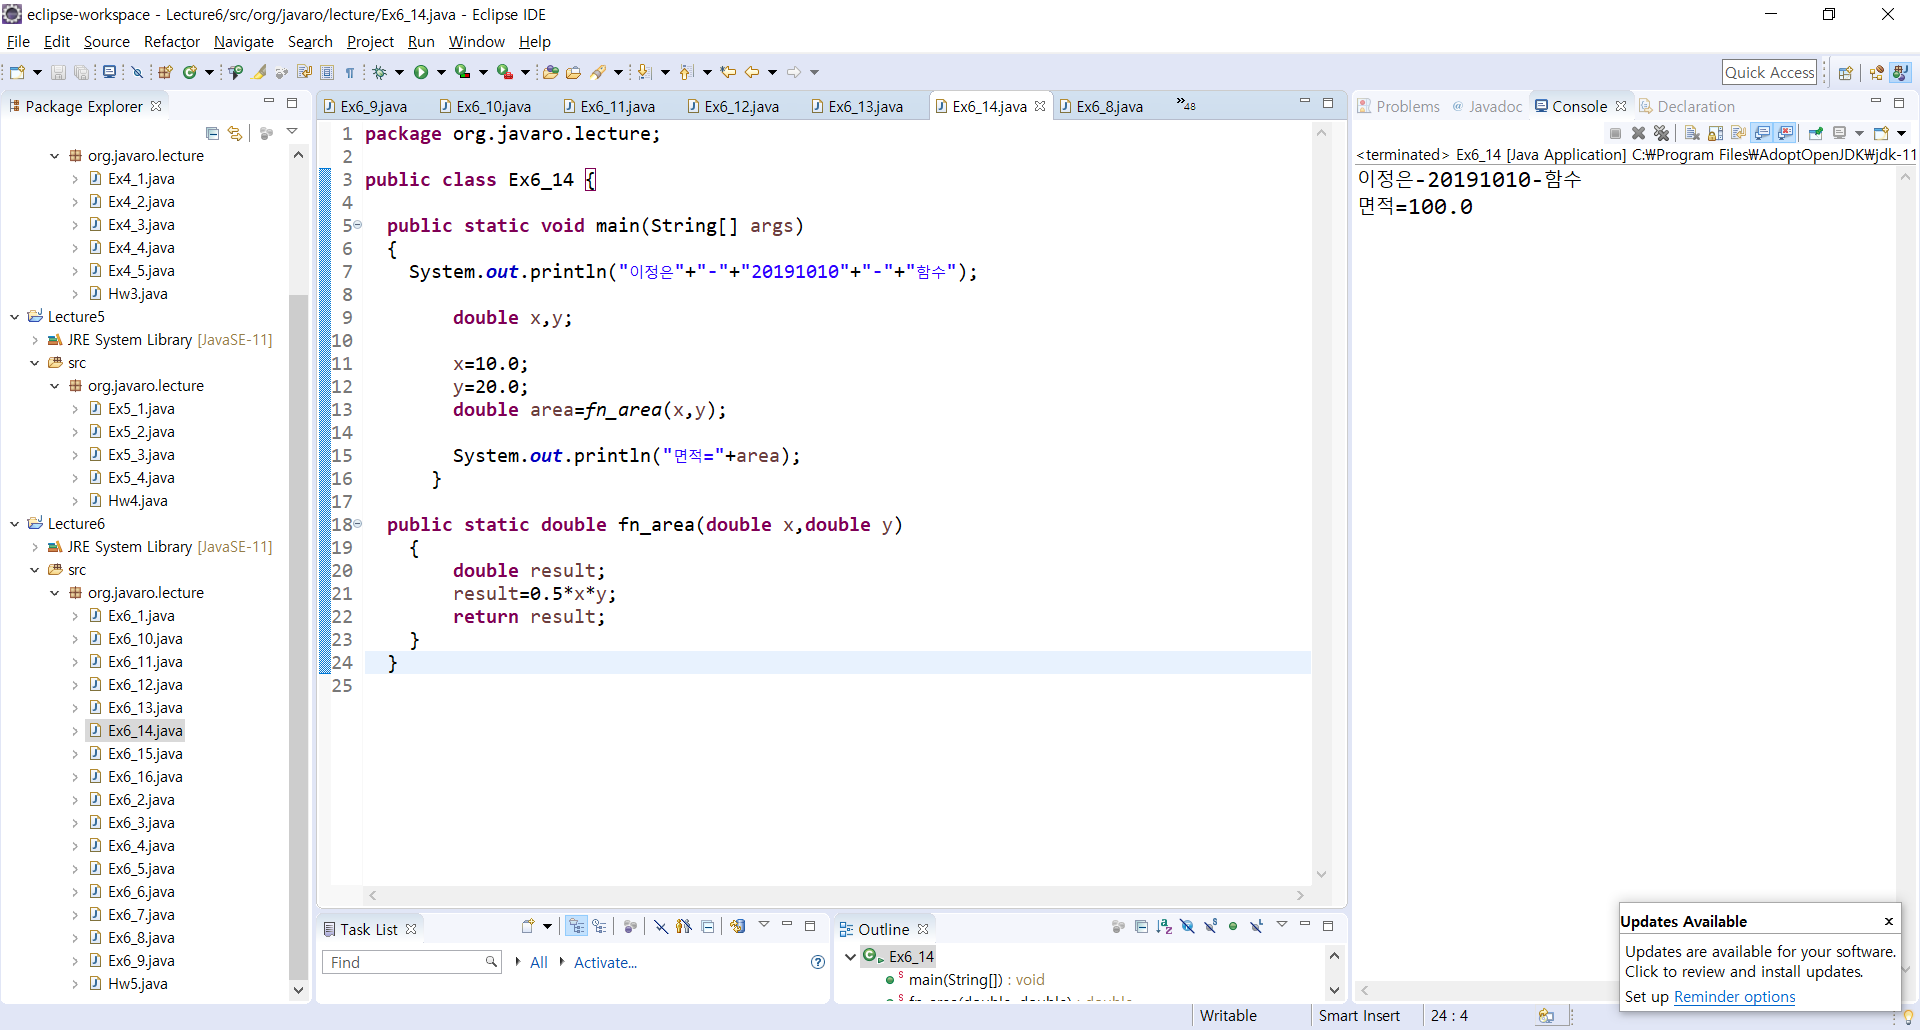 eclipse-workspace - Lecture6/src/org/javaro/lecture/Ex6_14.java - Eclipse IDE
File Edit Source Refactor Navigate Search Project Run Window Help
Quick Access
Package Explorer
org.javaro.lecture
Ex4_1.java
Ex4_2.java
Ex4_3.java
Ex4_4.java
Ex4_5.java
Hw3.java
Lecture5
JRE System Library [JavaSE-11]
src
org.javaro.lecture
Ex5_1.java
Ex5_2.java
Ex5_3.java
Ex5_4.java
Hw4.java
Lecture6
JRE System Library [JavaSE-11]
src
org.javaro.lecture
Ex6_1.java
Ex6_10.java
Ex6_11.java
Ex6_12.java
Ex6_13.java
Ex6_14.java
Ex6_15.java
Ex6_16.java
Ex6_2.java
Ex6_3.java
Ex6_4.java
Ex6_5.java
Ex6_6.java
Ex6_7.java
Ex6_8.java
Ex6_9.java
Hw5.java
Ex6_9.java Ex6_10.java Ex6_11.java Ex6_12.java Ex6_13.java Ex6_14.java Ex6_8.java »48
1 package org.javaro.lecture;
2
3 public class Ex6_14 {
4
5 public static void main(String[] args)
6 {
7 System.out.println("이정은"+"-"+"20191010"+"-"+"함수");
8
9 double x,y;
10
11 x=10.0;
12 y=20.0;
13 double area=fn_area(x,y);
14
15 System.out.println("면적="+area);
16 }
17
18 public static double fn_area(double x,double y)
19 {
20 double result;
21 result=0.5*x*y;
22 return result;
23 }
24 }
25
Task List
Find All Activate...
Outline
Ex6_14
main(String[]) : void
fn_area(double, double) : double
Problems @ Javadoc Console Declaration
<terminated> Ex6_14 [Java Application] C:₩Program Files₩AdoptOpenJDK₩jdk-11
이정은-20191010-함수
면적=100.0
Updates Available x
Updates are available for your software.
Click to review and install updates.
Set up Reminder options
Writable Smart Insert 24 : 4